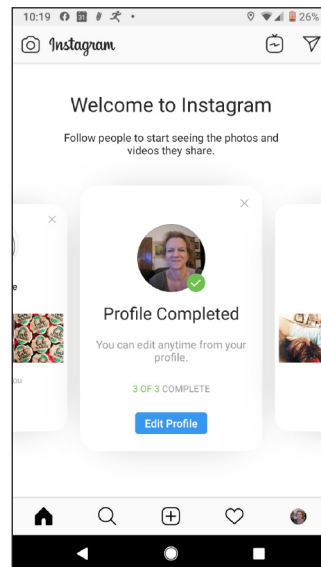 10:19
26%
Instagram
Welcome to Instagram
Follow people to start seeing the photos and
videos they share.
e
Profile Completed
You can edit anytime from your
profile.
ou
3 OF 3 COMPLETE
Edit Profile